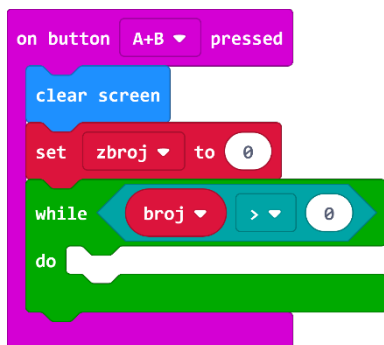 on button A+B pressed
clear screen
set zbroj to 0
while broj > 0
do